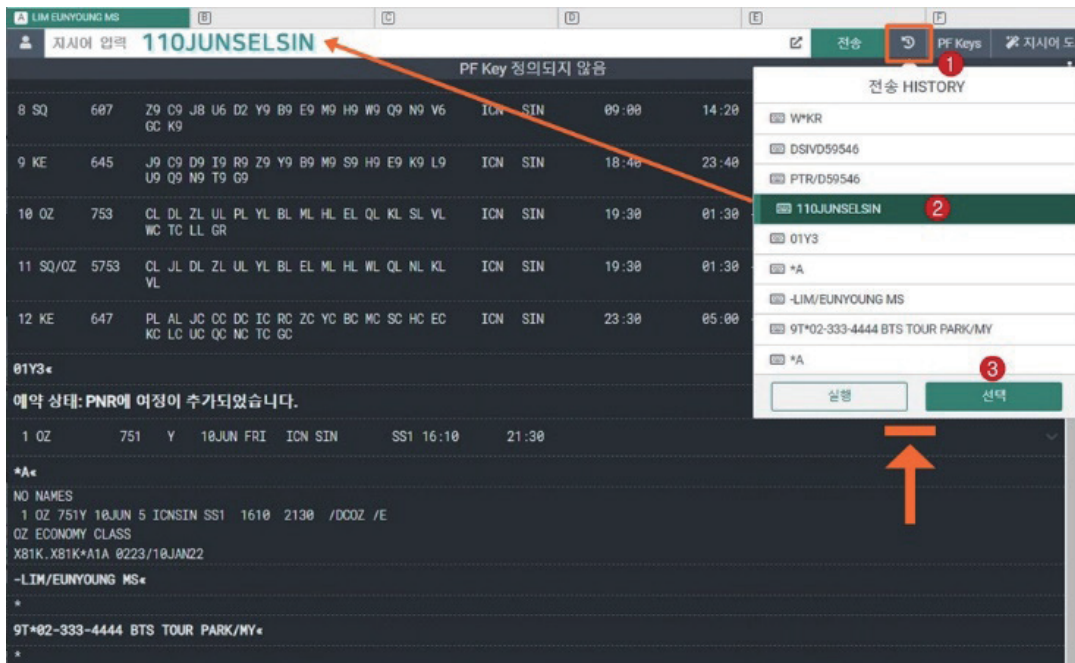 A LIM EUNYOUNG MS B C D E F
지시어 입력 110JUNSELSIN 전송 PF Keys 지시어 도
PF Key 정의되지 않음
1
전송 HISTORY
8 SQ 607 Z9 C9 J8 U6 D2 Y9 B9 E9 M9 H9 W9 Q9 N9 V6 ICN SIN 09:00 14:20
GC K9
9 KE 645 J9 C9 D9 I9 R9 Z9 Y9 B9 M9 S9 H9 E9 K9 L9 ICN SIN 18:40 23:40
U9 Q9 N9 T9 G9
10 OZ 753 CL DL ZL UL PL YL BL ML HL EL QL KL SL VL ICN SIN 19:30 01:30
WC TC LL GR
11 SQ/OZ 5753 CL JL DL ZL UL YL BL EL ML HL WL QL NL KL ICN SIN 19:30 01:30
VL
12 KE 647 PL AL JC CC DC IC RC ZC YC BC MC SC HC EC ICN SIN 23:30 05:00
KC LC UC QC NC TC GC
W*KR
DSIVD59546
PTR/D59546
110JUNSELSIN 2
01Y3
*A
-LIM/EUNYOUNG MS
9T*02-333-4444 BTS TOUR PARK/MY
*A
3
실행 선택
01Y3«
예약 상태: PNR에 여정이 추가되었습니다.
1 OZ 751 Y 10JUN FRI ICN SIN SS1 16:10 21:30
*A«
NO NAMES
1 OZ 751Y 10JUN 5 ICNSIN SS1 1610 2130 /DCOZ /E
OZ ECONOMY CLASS
X81K.X81K*A1A 0223/10JAN22
-LIM/EUNYOUNG MS«
*
9T*02-333-4444 BTS TOUR PARK/MY«
*